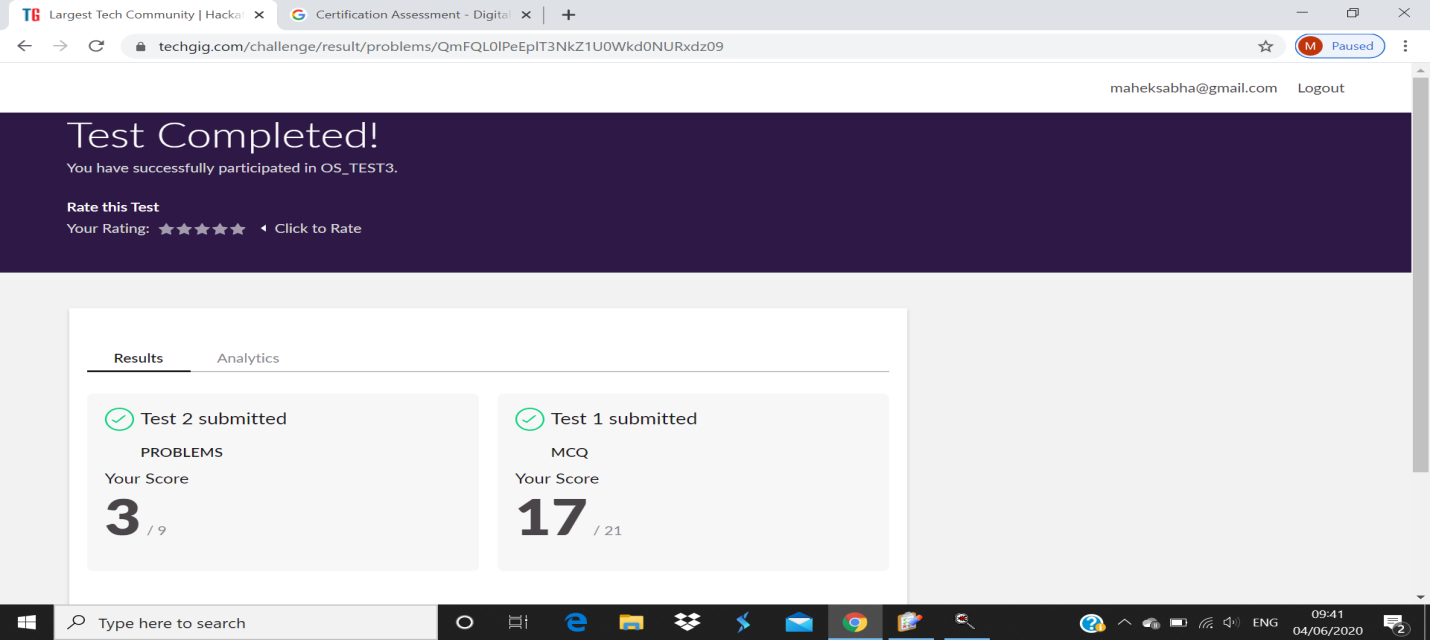 TG Largest Tech Community | Hacka
Certification Assessment - Digital
techgig.com/challenge/result/problems/QmFQL0lPeEplT3NkZ1U0Wkd0NURxdz09
M Paused
maheksabha@gmail.com Logout
Test Completed!
You have successfully participated in OS_TEST3.
Rate this Test
Your Rating: Click to Rate
Results Analytics
Test 2 submitted
PROBLEMS
Your Score
3 / 9
Test 1 submitted
MCQ
Your Score
17 / 21
Type here to search
ENG
09:41
04/06/2020
2